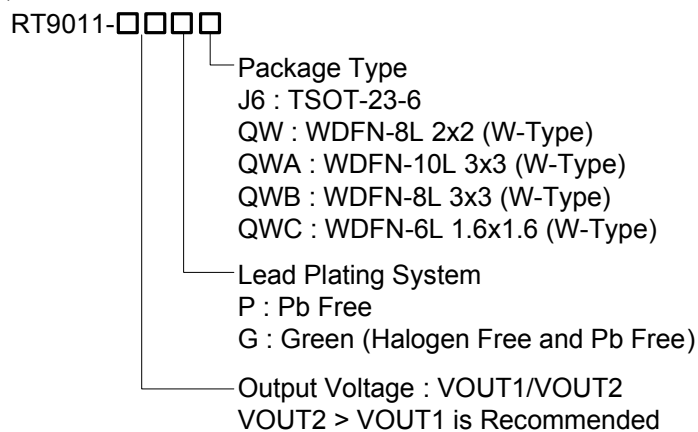 RT9011-□□□□
Package Type
J6 : TSOT-23-6
QW : WDFN-8L 2x2 (W-Type)
QWA : WDFN-10L 3x3 (W-Type)
QWB : WDFN-8L 3x3 (W-Type)
QWC : WDFN-6L 1.6x1.6 (W-Type)
Lead Plating System
P : Pb Free
G : Green (Halogen Free and Pb Free)
Output Voltage : VOUT1/VOUT2
VOUT2 > VOUT1 is Recommended